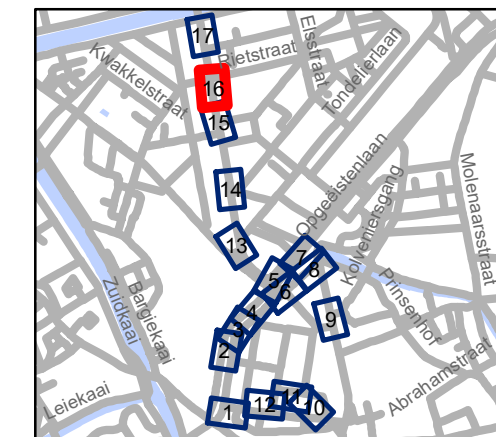 17
Elsstraat
Rietstraat
Tondelierlaan
Kwakkelstraat
16
15
Opgeëistenlaan
Molenaarsstraat
14
Kolveniersgang
13
7
8
5
6
Prinsenhof
Zuidkaai
Bargiekaai
4
3
9
2
Abrahamstraat
Leiekaai
11
12
10
1